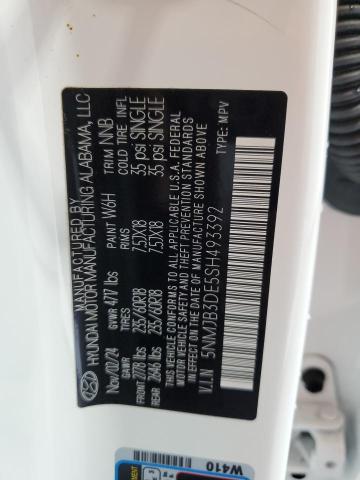 MANUFACTURED BY
HYUNDAI MOTOR MANUFACTURING ALABAMA, LLC
Nov/02/24 GVWR 4717 lbs PAINT W6H TRIM NNB
GAWR TIRE RIMS COLD TIRE INFL
FRONT 2778 lbs 235/60R18 7.5JX18 35 psi SINGLE
REAR 2646 lbs 235/60R18 7.5JX18 35 psi SINGLE
THIS VEHICLE CONFORMS TO ALL APPLICABLE U.S.A. FEDERAL
MOTOR VEHICLE SAFETY AND THEFT PREVENTION STANDARDS
IN EFFECT ON THE DATE OF MANUFACTURE SHOWN ABOVE
V.I.N 5NMJB3DE5SH493392 TYPE: MPV
W410